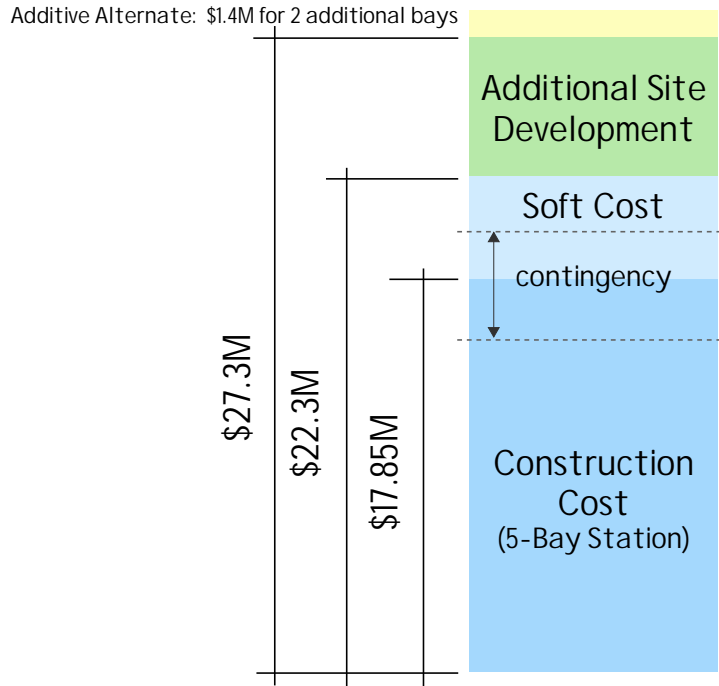 Additive Alternate: $1.4M for 2 additional bays
Additional Site
Development
Soft Cost
contingency
$27.3M
$22.3M
$17.85M
Construction
Cost
(5-Bay Station)